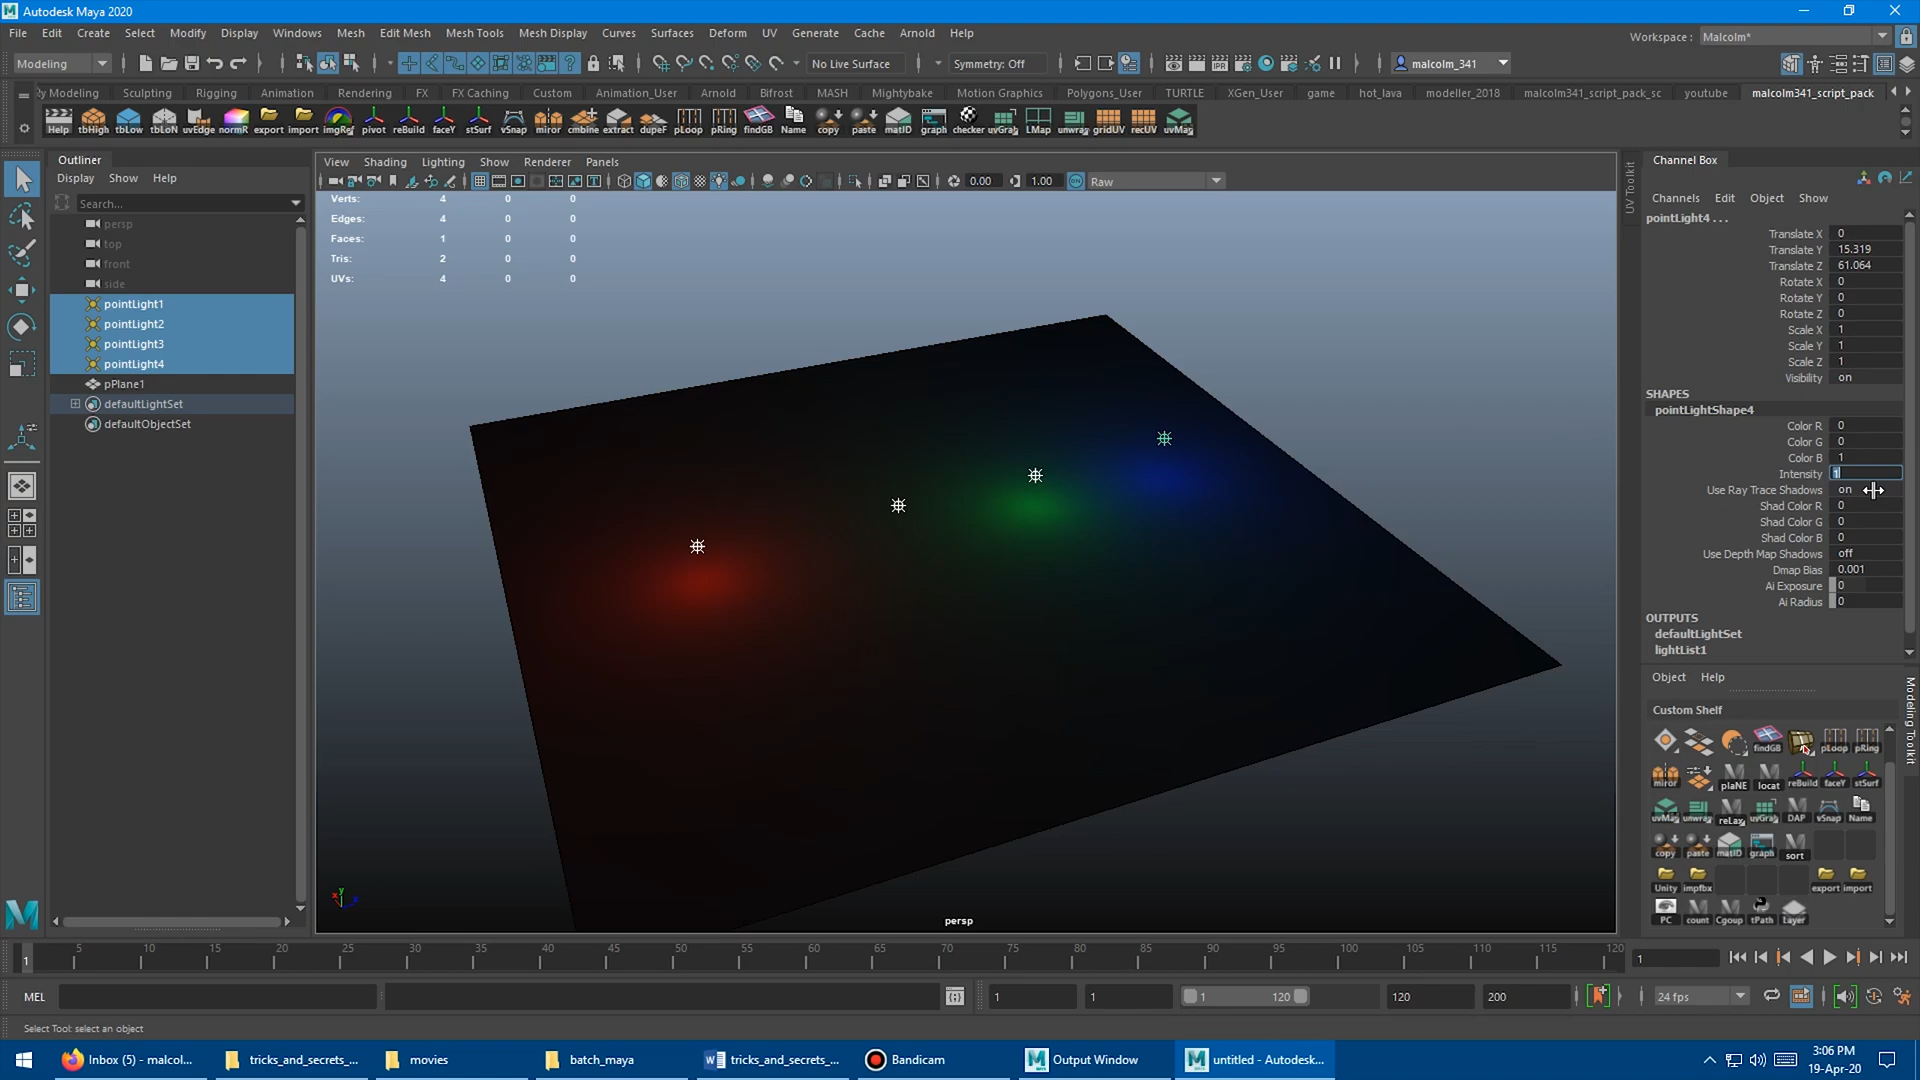 Autodesk Maya 2020
File Edit Create Select Modify Display Windows Mesh Edit Mesh Mesh Tools Mesh Display Curves Surfaces Deform UV Generate Cache Arnold Help
Workspace : Malcolm*
Modeling No Live Surface Symmetry: Off malcolm_341
Modeling Sculpting Rigging Animation Rendering FX FX Caching Custom Animation_User Arnold Bifrost MASH Mightybake Motion Graphics Polygons_User TURTLE XGen_User game hot_lava modeller_2018 malcolm341_script_pack_sc youtube malcolm341_script_pack
Help tbHigh tbLow tbLoN uvEdge normR export import imgRef pivot reBuild faceY stSurf vSnap miror cmbine extract dupeF pLoop pRing findGB Name copy paste matID graph checker uvGrab LMap unwrap gridUV recUV uvMap
Outliner
Display Show Help
Search...
persp
top
front
side
pointLight1
pointLight2
pointLight3
pointLight4
pPlane1
defaultLightSet
defaultObjectSet
View Shading Lighting Show Renderer Panels
0.00 1.00 ON Raw
Verts: 4 0 0
Edges: 4 0 0
Faces: 1 0 0
Tris: 2 0 0
UVs: 4 0 0
persp
UV Toolkit
Channel Box
Channels Edit Object Show
pointLight4 . . .
Translate X 0
Translate Y 15.319
Translate Z 61.064
Rotate X 0
Rotate Y 0
Rotate Z 0
Scale X 1
Scale Y 1
Scale Z 1
Visibility on
SHAPES
pointLightShape4
Color R 0
Color G 0
Color B 1
Intensity 1
Use Ray Trace Shadows on
Shad Color R 0
Shad Color G 0
Shad Color B 0
Use Depth Map Shadows off
Dmap Bias 0.001
Ai Exposure 0
Ai Radius 0
OUTPUTS
defaultLightSet
lightList1
Object Help
Custom Shelf
findGB pLoop pRing
miror plaNE locat reBuild faceY stSurf
uvMap unwrap reLax uvGrab DAP vSnap Name
copy paste matID graph sort
Unity impfbx export import
PC count Cgoup tPath Layer
Modeling Toolkit
1 5 10 15 20 25 30 35 40 45 50 55 60 65 70 75 80 85 90 95 100 105 110 115 120
1
MEL
1 1 1 120 120 200 24 fps
Select Tool: select an object
Inbox (5) - malcol... tricks_and_secrets_... movies batch_maya tricks_and_secrets_... Bandicam Output Window untitled - Autodesk...
3:06 PM
19-Apr-20